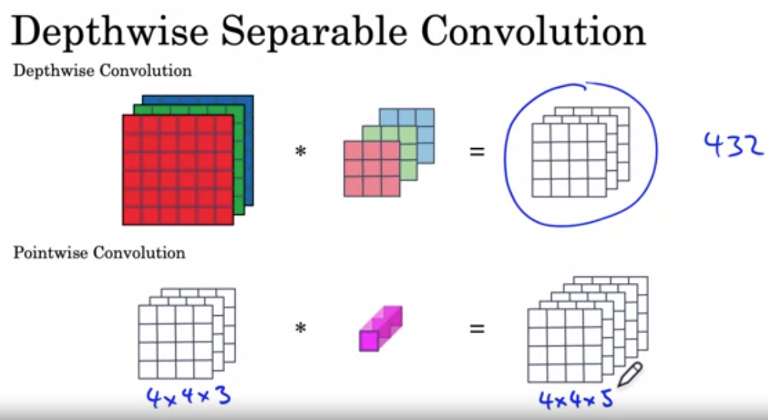 Depthwise Separable Convolution
Depthwise Convolution
* =
432
Pointwise Convolution
* =
4x4x3
4x4x5